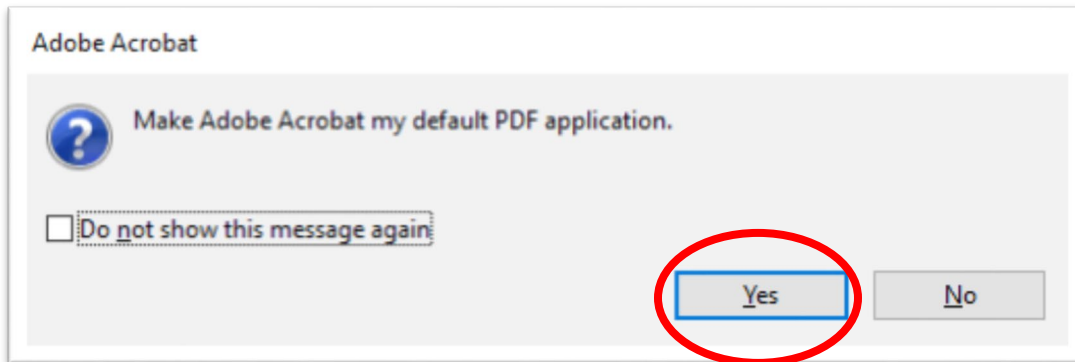 Adobe Acrobat
Make Adobe Acrobat my default PDF application.
Do not show this message again
Yes
No